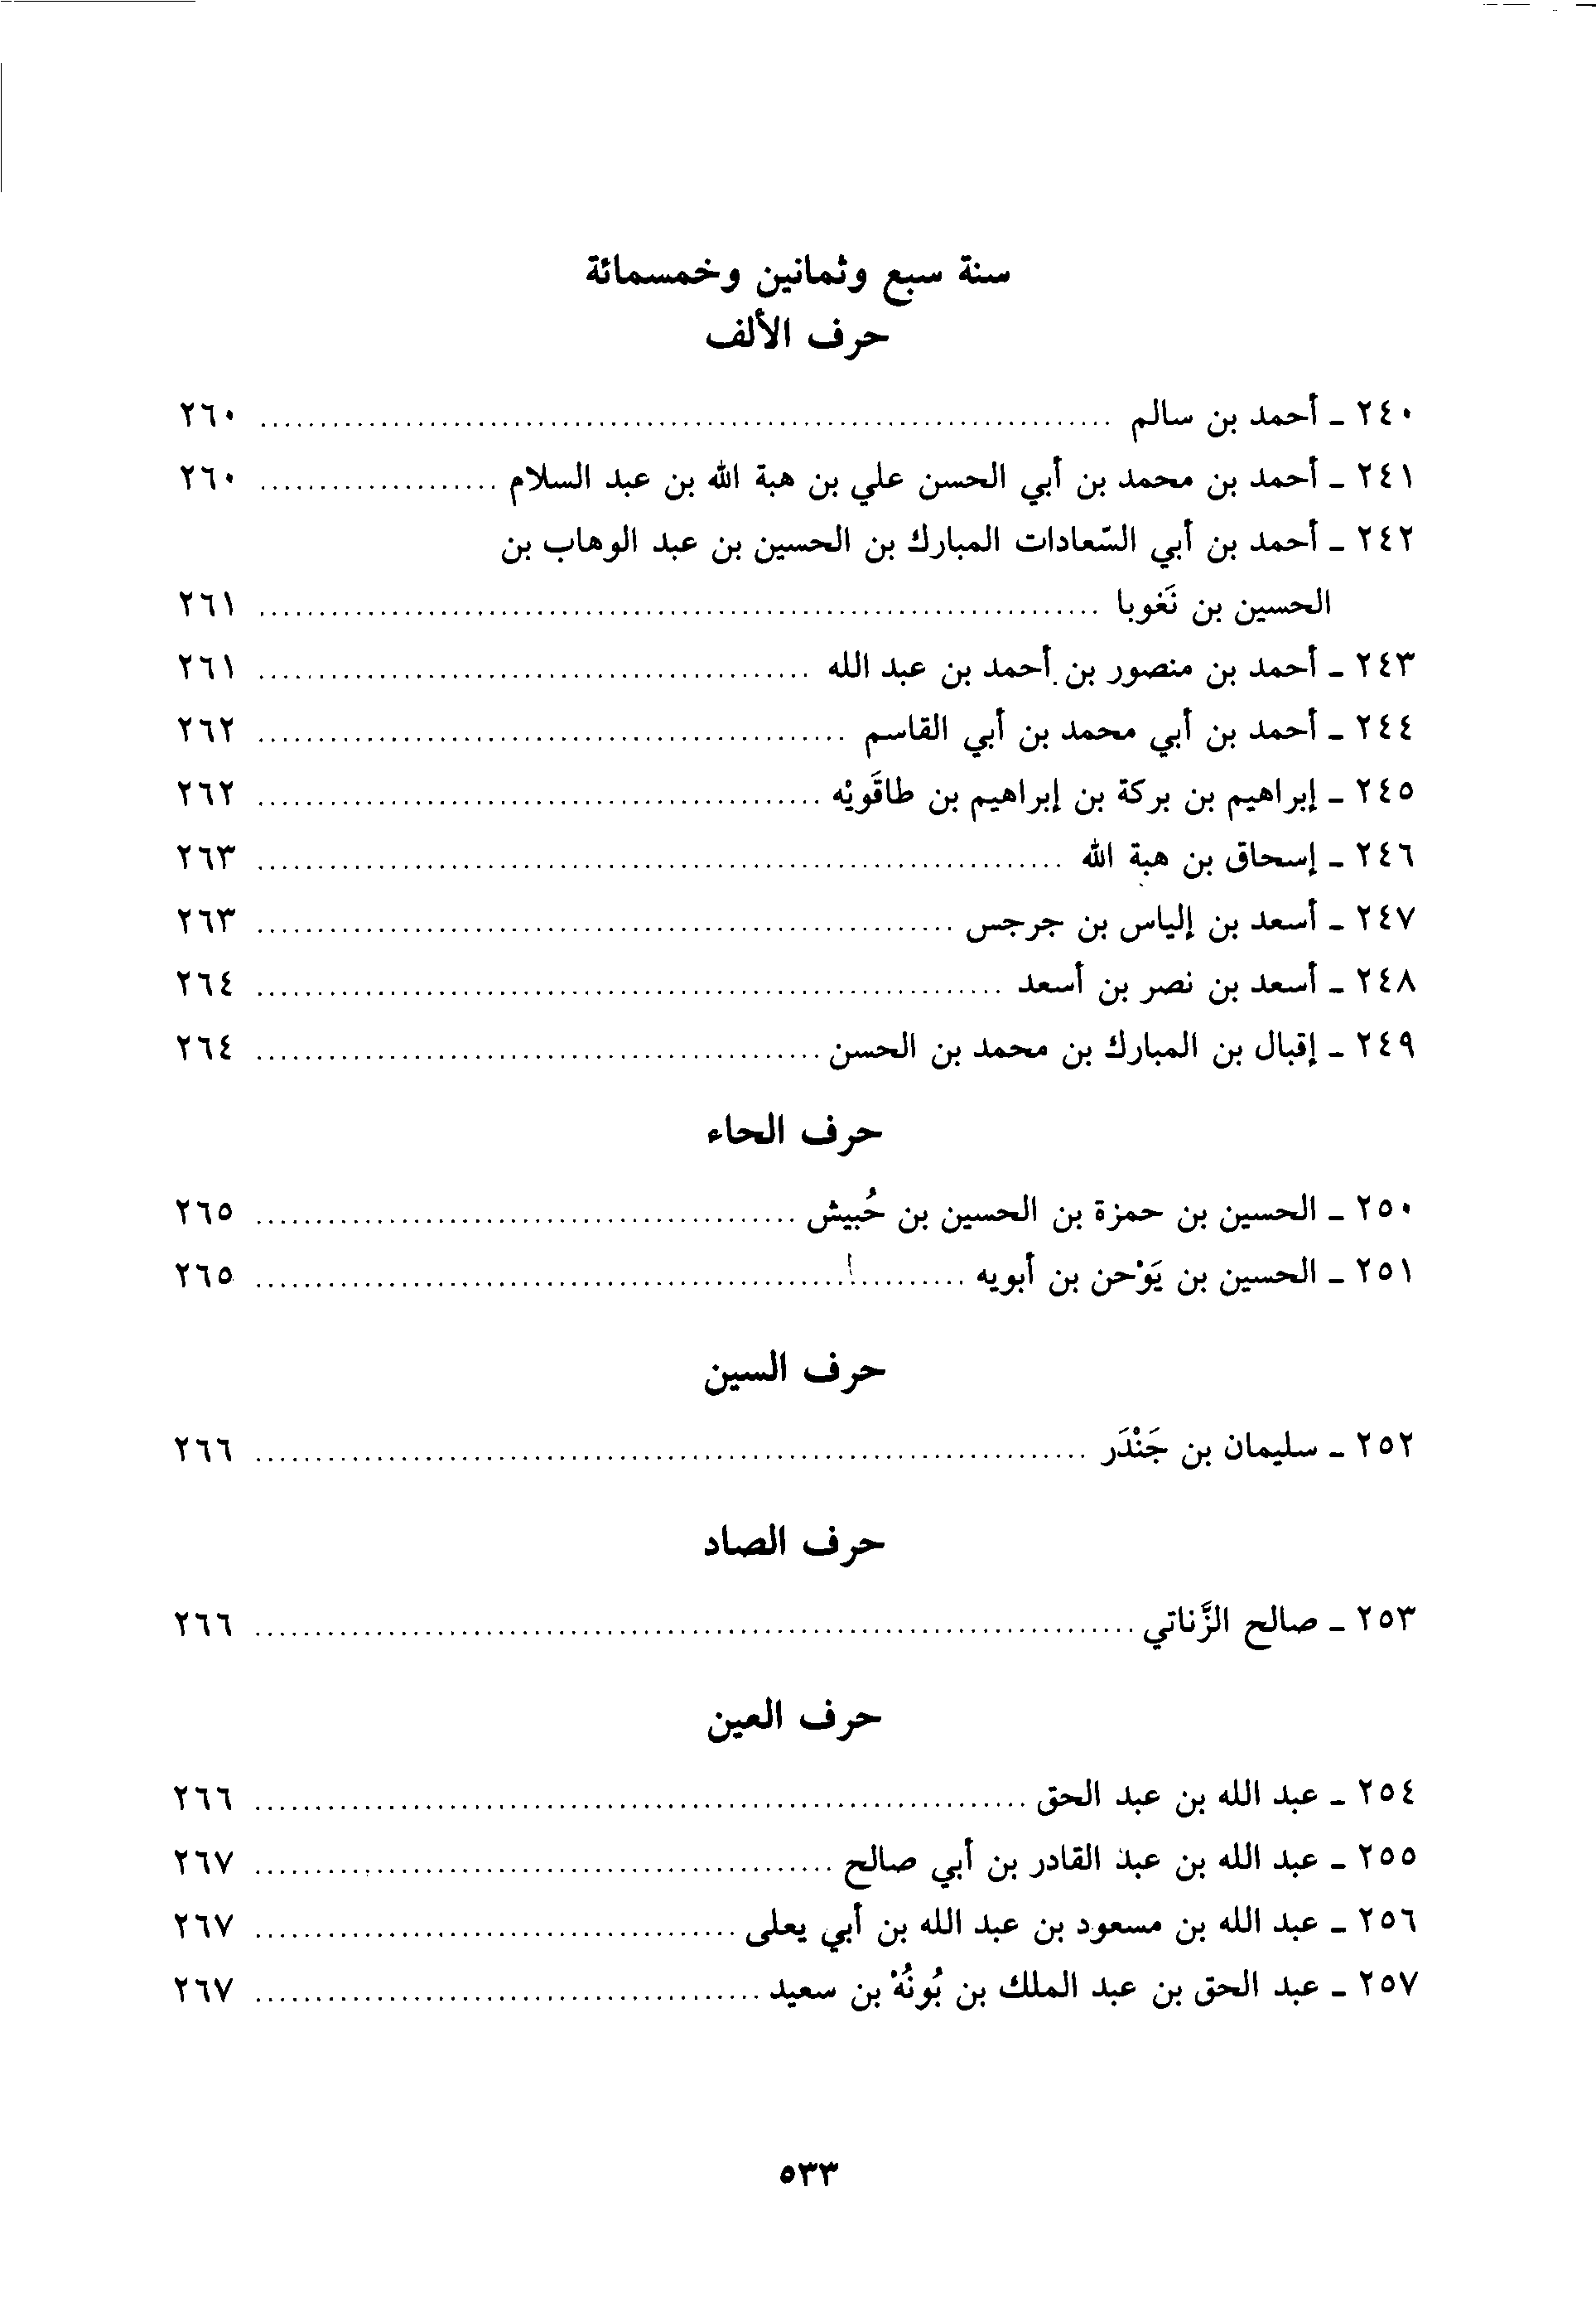 سنة سبع وثمانين وخمسمائة
حرف الألف
٢٤٠ ـ أحمد بن سالم ........................................ ٢٦٠
٢٤١ ـ أحمد بن محمد بن أبي الحسن علي بن هبة الله بن عبد السلام .................... ٢٦٠
٢٤٢ ـ أحمد بن أبي السّعادات المبارك بن الحسين بن عبد الوهاب بن
الحسين بن نَغوبا ........................................ ٢٦١
٢٤٣ ـ أحمد بن منصور بن أحمد بن عبد الله ........................................ ٢٦١
٢٤٤ ـ أحمد بن أبي محمد بن أبي القاسم ........................................ ٢٦٢
٢٤٥ ـ إبراهيم بن بركة بن إبراهيم بن طاقَويْه ........................................ ٢٦٢
٢٤٦ ـ إسحاق بن هبة الله ........................................ ٢٦٣
٢٤٧ ـ أسعد بن إلياس بن جرجس ........................................ ٢٦٣
٢٤٨ ـ أسعد بن نصر بن أسعد ........................................ ٢٦٤
٢٤٩ ـ إقبال بن المبارك بن محمد بن الحسن ........................................ ٢٦٤
حرف الحاء
٢٥٠ ـ الحسين بن حمزة بن الحسين بن حُبيش ........................................ ٢٦٥
٢٥١ ـ الحسين بن يَوْحن بن أبويه ........................................ ٢٦٥
حرف السين
٢٥٢ ـ سليمان بن جَنْدَر ........................................ ٢٦٦
حرف الصاد
٢٥٣ ـ صالح الزَّناتي ........................................ ٢٦٦
حرف العين
٢٥٤ ـ عبد الله بن عبد الحق ........................................ ٢٦٦
٢٥٥ ـ عبد الله بن عبد القادر بن أبي صالح ........................................ ٢٦٧
٢٥٦ ـ عبد الله بن مسعود بن عبد الله بن أبي يعلى ........................................ ٢٦٧
٢٥٧ ـ عبد الحق بن عبد الملك بن بُونُهْ بن سعيد ........................................ ٢٦٧
٥٣٣